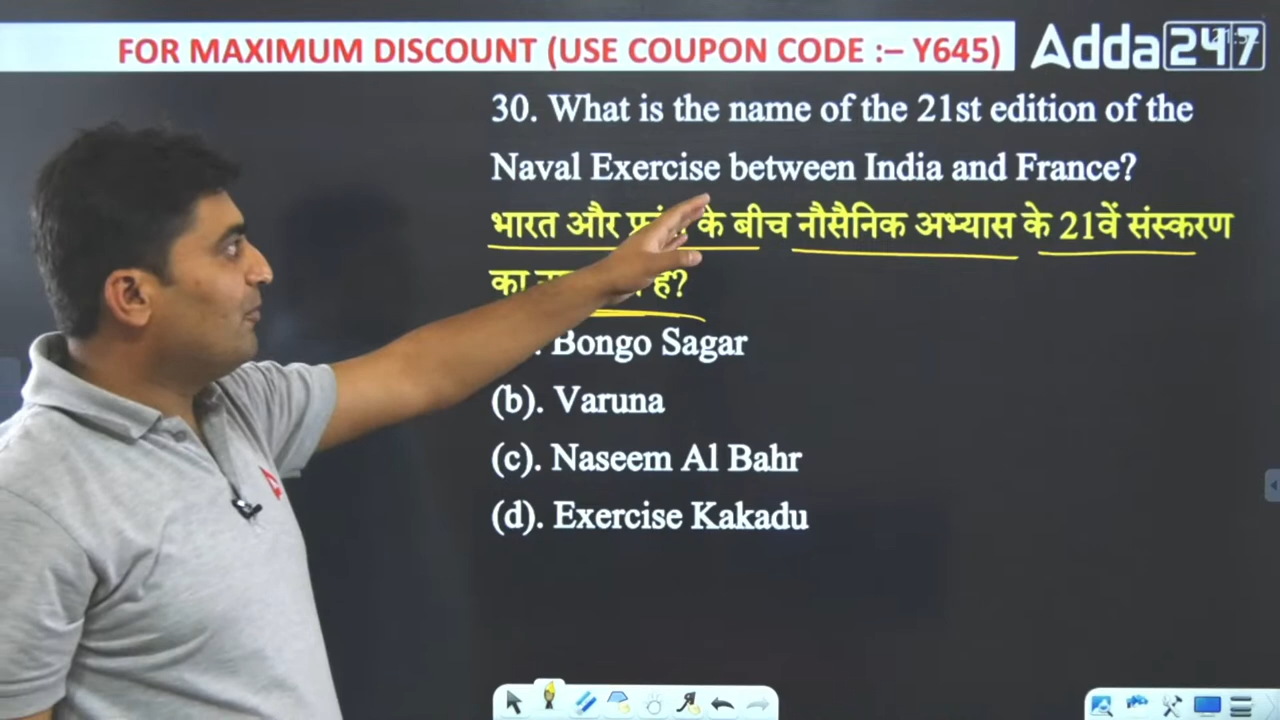 FOR MAXIMUM DISCOUNT (USE COUPON CODE :– Y645)
Adda247
30. What is the name of the 21st edition of the
Naval Exercise between India and France?
भारत और के बीच नौसैनिक अभ्यास के 21वें संस्करण
का है?
Bongo Sagar
(b). Varuna
(c). Naseem Al Bahr
(d). Exercise Kakadu